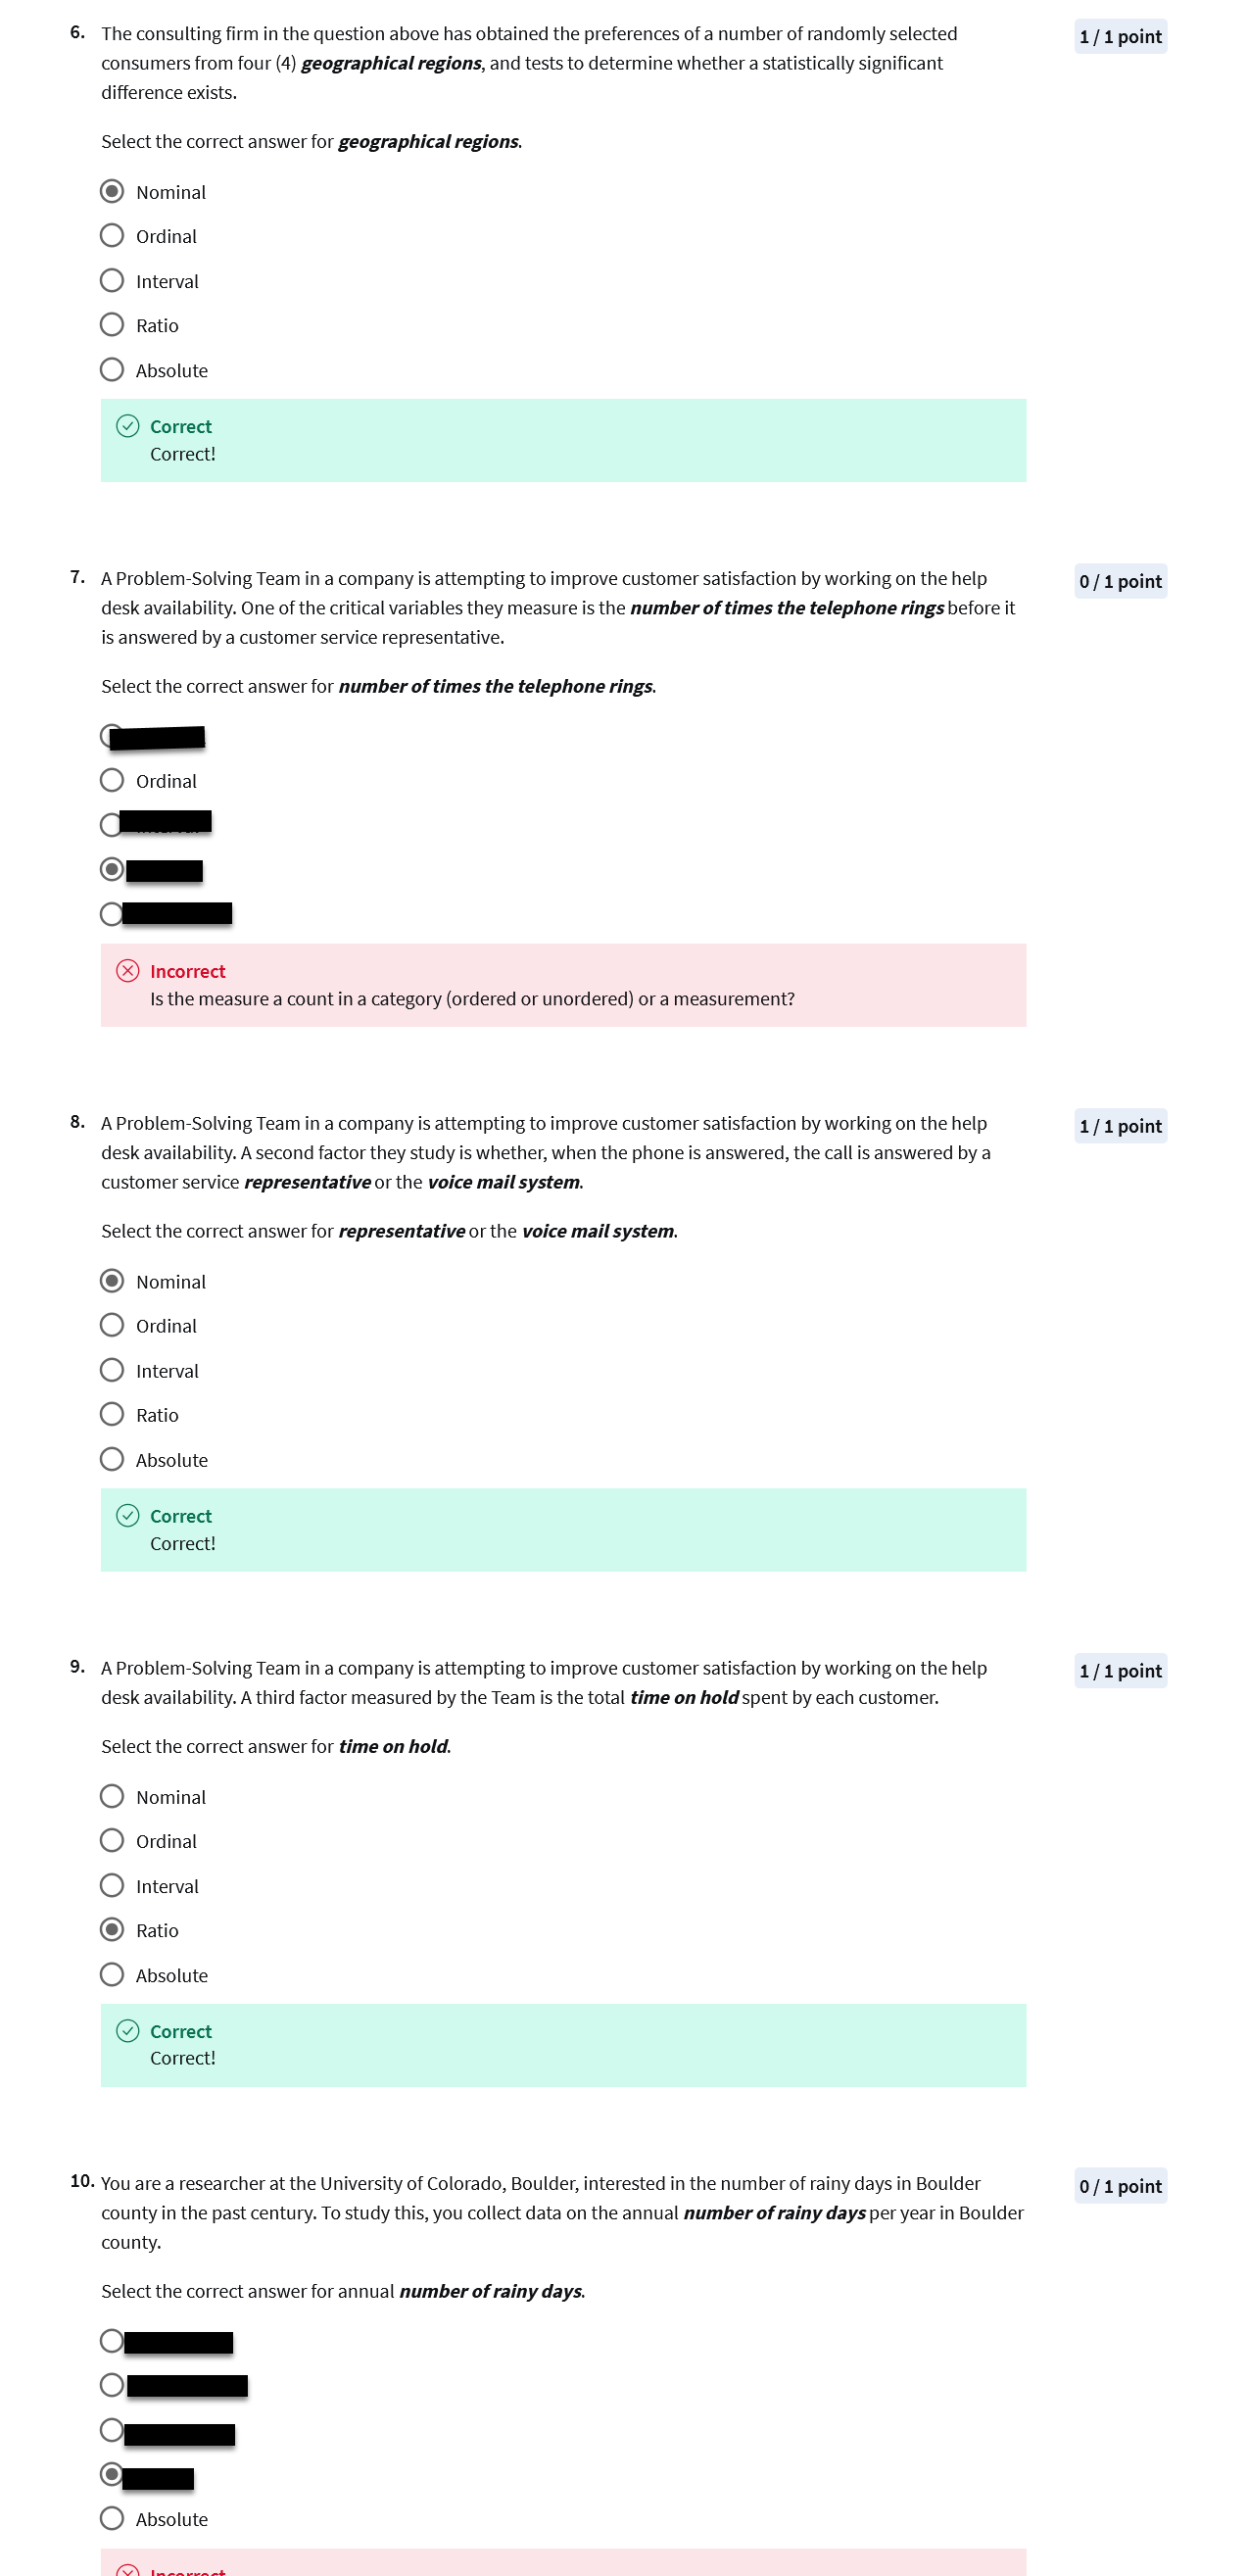 6. The consulting firm in the question above has obtained the preferences of a number of randomly selected
1 / 1 point
consumers from four (4) geographical regions, and tests to determine whether a statistically significant
difference exists.
Select the correct answer for geographical regions.
Nominal
Ordinal
Interval
Ratio
Absolute
Correct
Correct!
7. A Problem-Solving Team in a company is attempting to improve customer satisfaction by working on the help
0 / 1 point
desk availability. One of the critical variables they measure is the number of times the telephone rings before it
is answered by a customer service representative.
Select the correct answer for number of times the telephone rings.
Ordinal
Incorrect
Is the measure a count in a category (ordered or unordered) or a measurement?
8. A Problem-Solving Team in a company is attempting to improve customer satisfaction by working on the help
1 / 1 point
desk availability. A second factor they study is whether, when the phone is answered, the call is answered by a
customer service representative or the voice mail system.
Select the correct answer for representative or the voice mail system.
Nominal
Ordinal
Interval
Ratio
Absolute
Correct
Correct!
9. A Problem-Solving Team in a company is attempting to improve customer satisfaction by working on the help
1 / 1 point
desk availability. A third factor measured by the Team is the total time on hold spent by each customer.
Select the correct answer for time on hold.
Nominal
Ordinal
Interval
Ratio
Absolute
Correct
Correct!
10. You are a researcher at the University of Colorado, Boulder, interested in the number of rainy days in Boulder
0 / 1 point
county in the past century. To study this, you collect data on the annual number of rainy days per year in Boulder
county.
Select the correct answer for annual number of rainy days.
Absolute
Incorrect